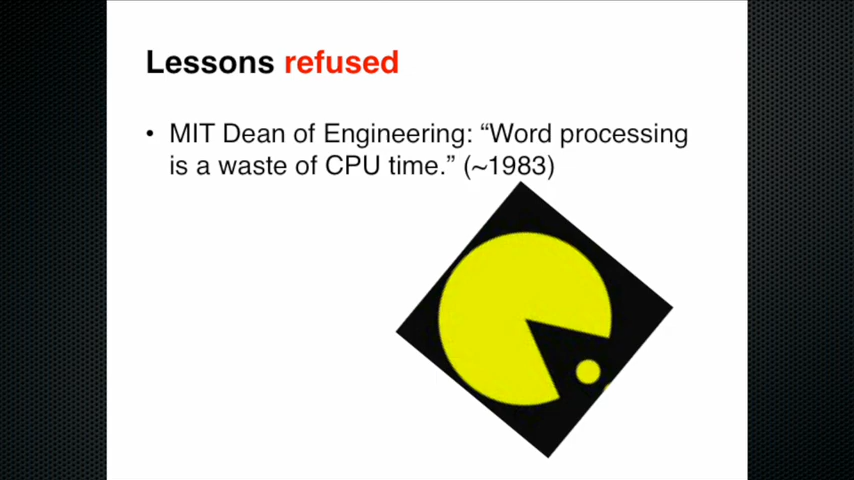 Lessons refused
• MIT Dean of Engineering: “Word processing
is a waste of CPU time.” (~1983)